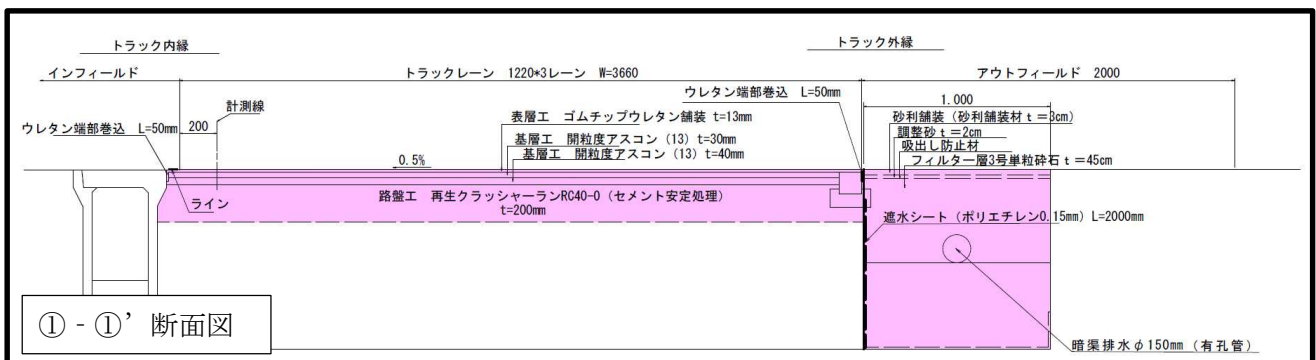 トラック内縁
トラック外縁
インフィールド
トラックレーン 1220*3レーン W=3660
アウトフィールド 2000
計測線
ウレタン端部巻込 L=50mm
1.000
ウレタン端部巻込 L=50mm
200
表層工 ゴムチップウレタン舗装 t=13mm
砂利舗装（砂利舗装材ｔ＝3cm）
基層工 開粒度アスコン（13）t=30mm
調整砂ｔ=2cm
吸出し防止材
0.5%
基層工 開粒度アスコン（13）t=40mm
フィルター層3号単粒砕石ｔ＝45cm
ライン
路盤工 再生クラッシャーランRC40-0（セメント安定処理）
t=200mm
遮水シート（ポリエチレン0.15mm）L=2000mm
①‐①’断面図
暗渠排水φ150mm（有孔管）